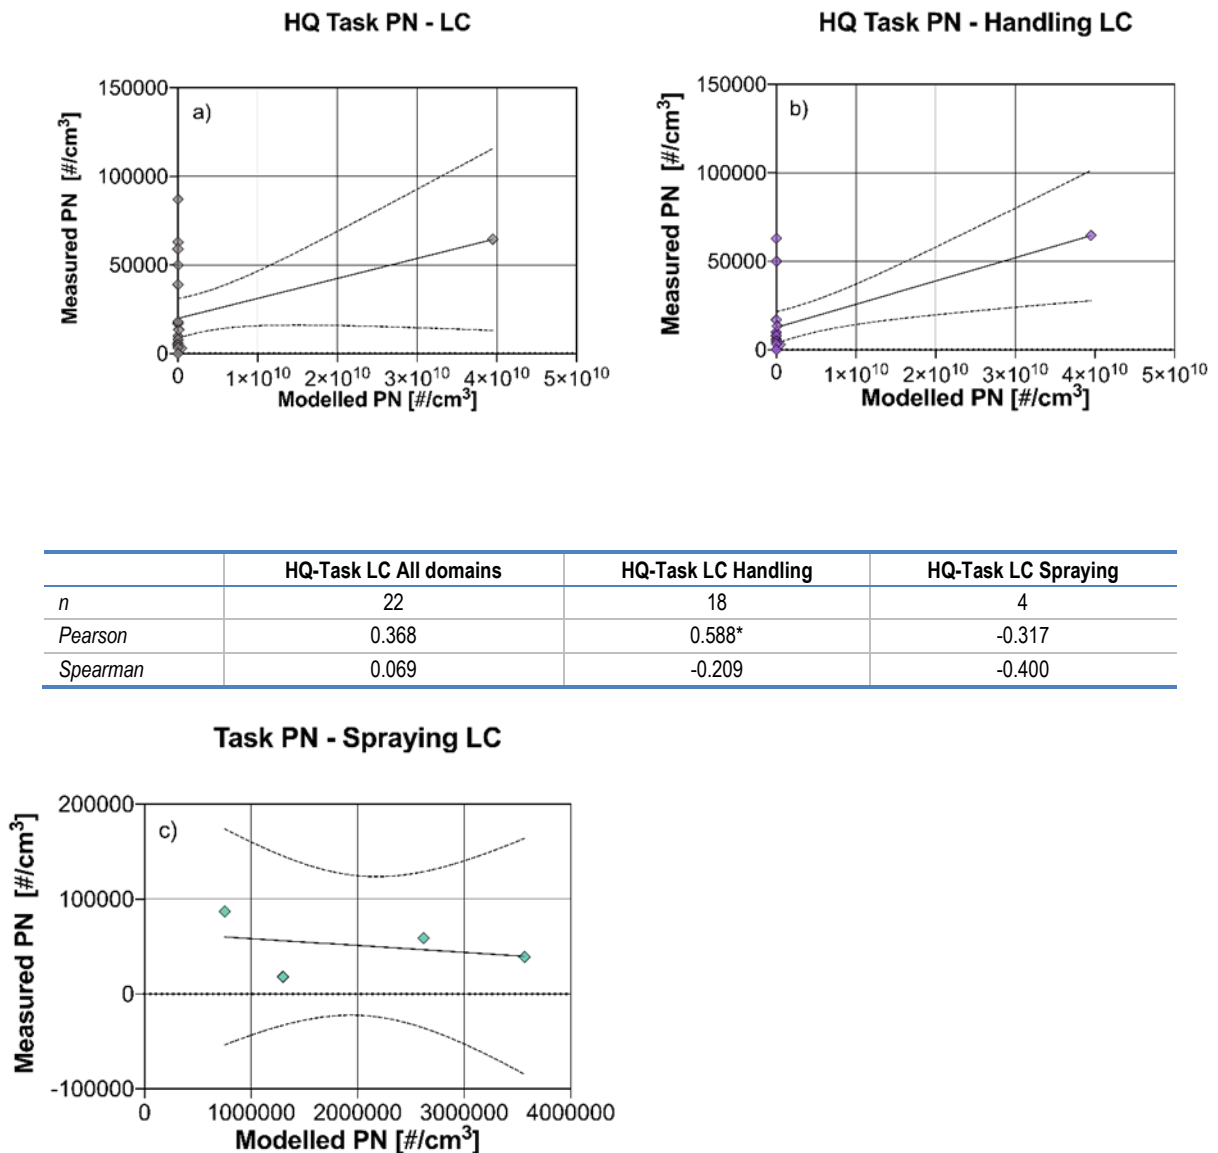 HQ Task PN - LC
a)
Measured PN [#/cm³]
150000
100000
50000
0
0 1×10¹⁰ 2×10¹⁰ 3×10¹⁰ 4×10¹⁰ 5×10¹⁰
Modelled PN [#/cm³]
HQ Task PN - Handling LC
b)
Measured PN [#/cm³]
150000
100000
50000
0
0 1×10¹⁰ 2×10¹⁰ 3×10¹⁰ 4×10¹⁰ 5×10¹⁰
Modelled PN [#/cm³]
HQ-Task LC All domains HQ-Task LC Handling HQ-Task LC Spraying
n 22 18 4
Pearson 0.368 0.588* -0.317
Spearman 0.069 -0.209 -0.400
Task PN - Spraying LC
c)
Measured PN [#/cm³]
200000
100000
0
-100000
0 1000000 2000000 3000000 4000000
Modelled PN [#/cm³]